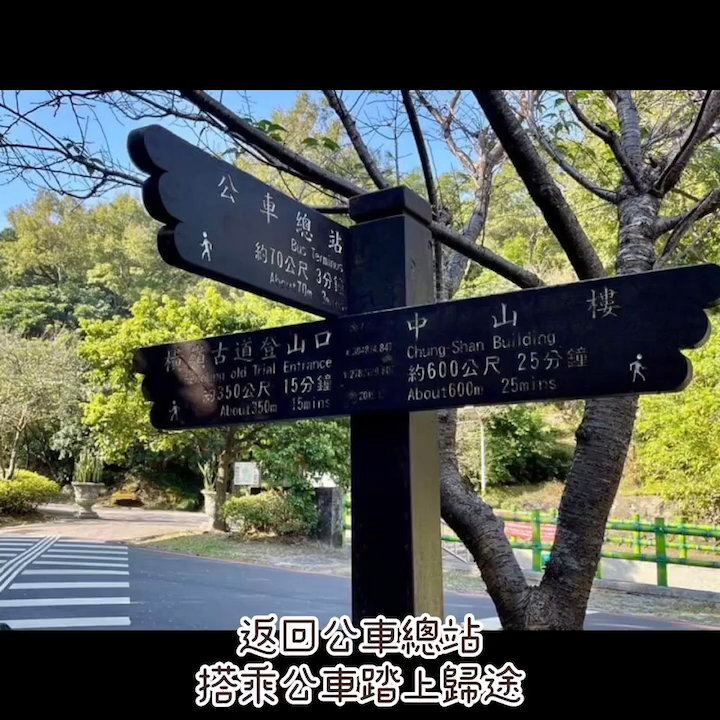 公車總站
Bus Terminus
約70公尺 3分鐘
About70m
古道登山口
old Trial Entrance
約350公尺 15分鐘
About350m 15mins
中山樓
Chung-Shan Building
約600公尺 25分鐘
About600m 25mins
返回公車總站
搭乘公車踏上歸途